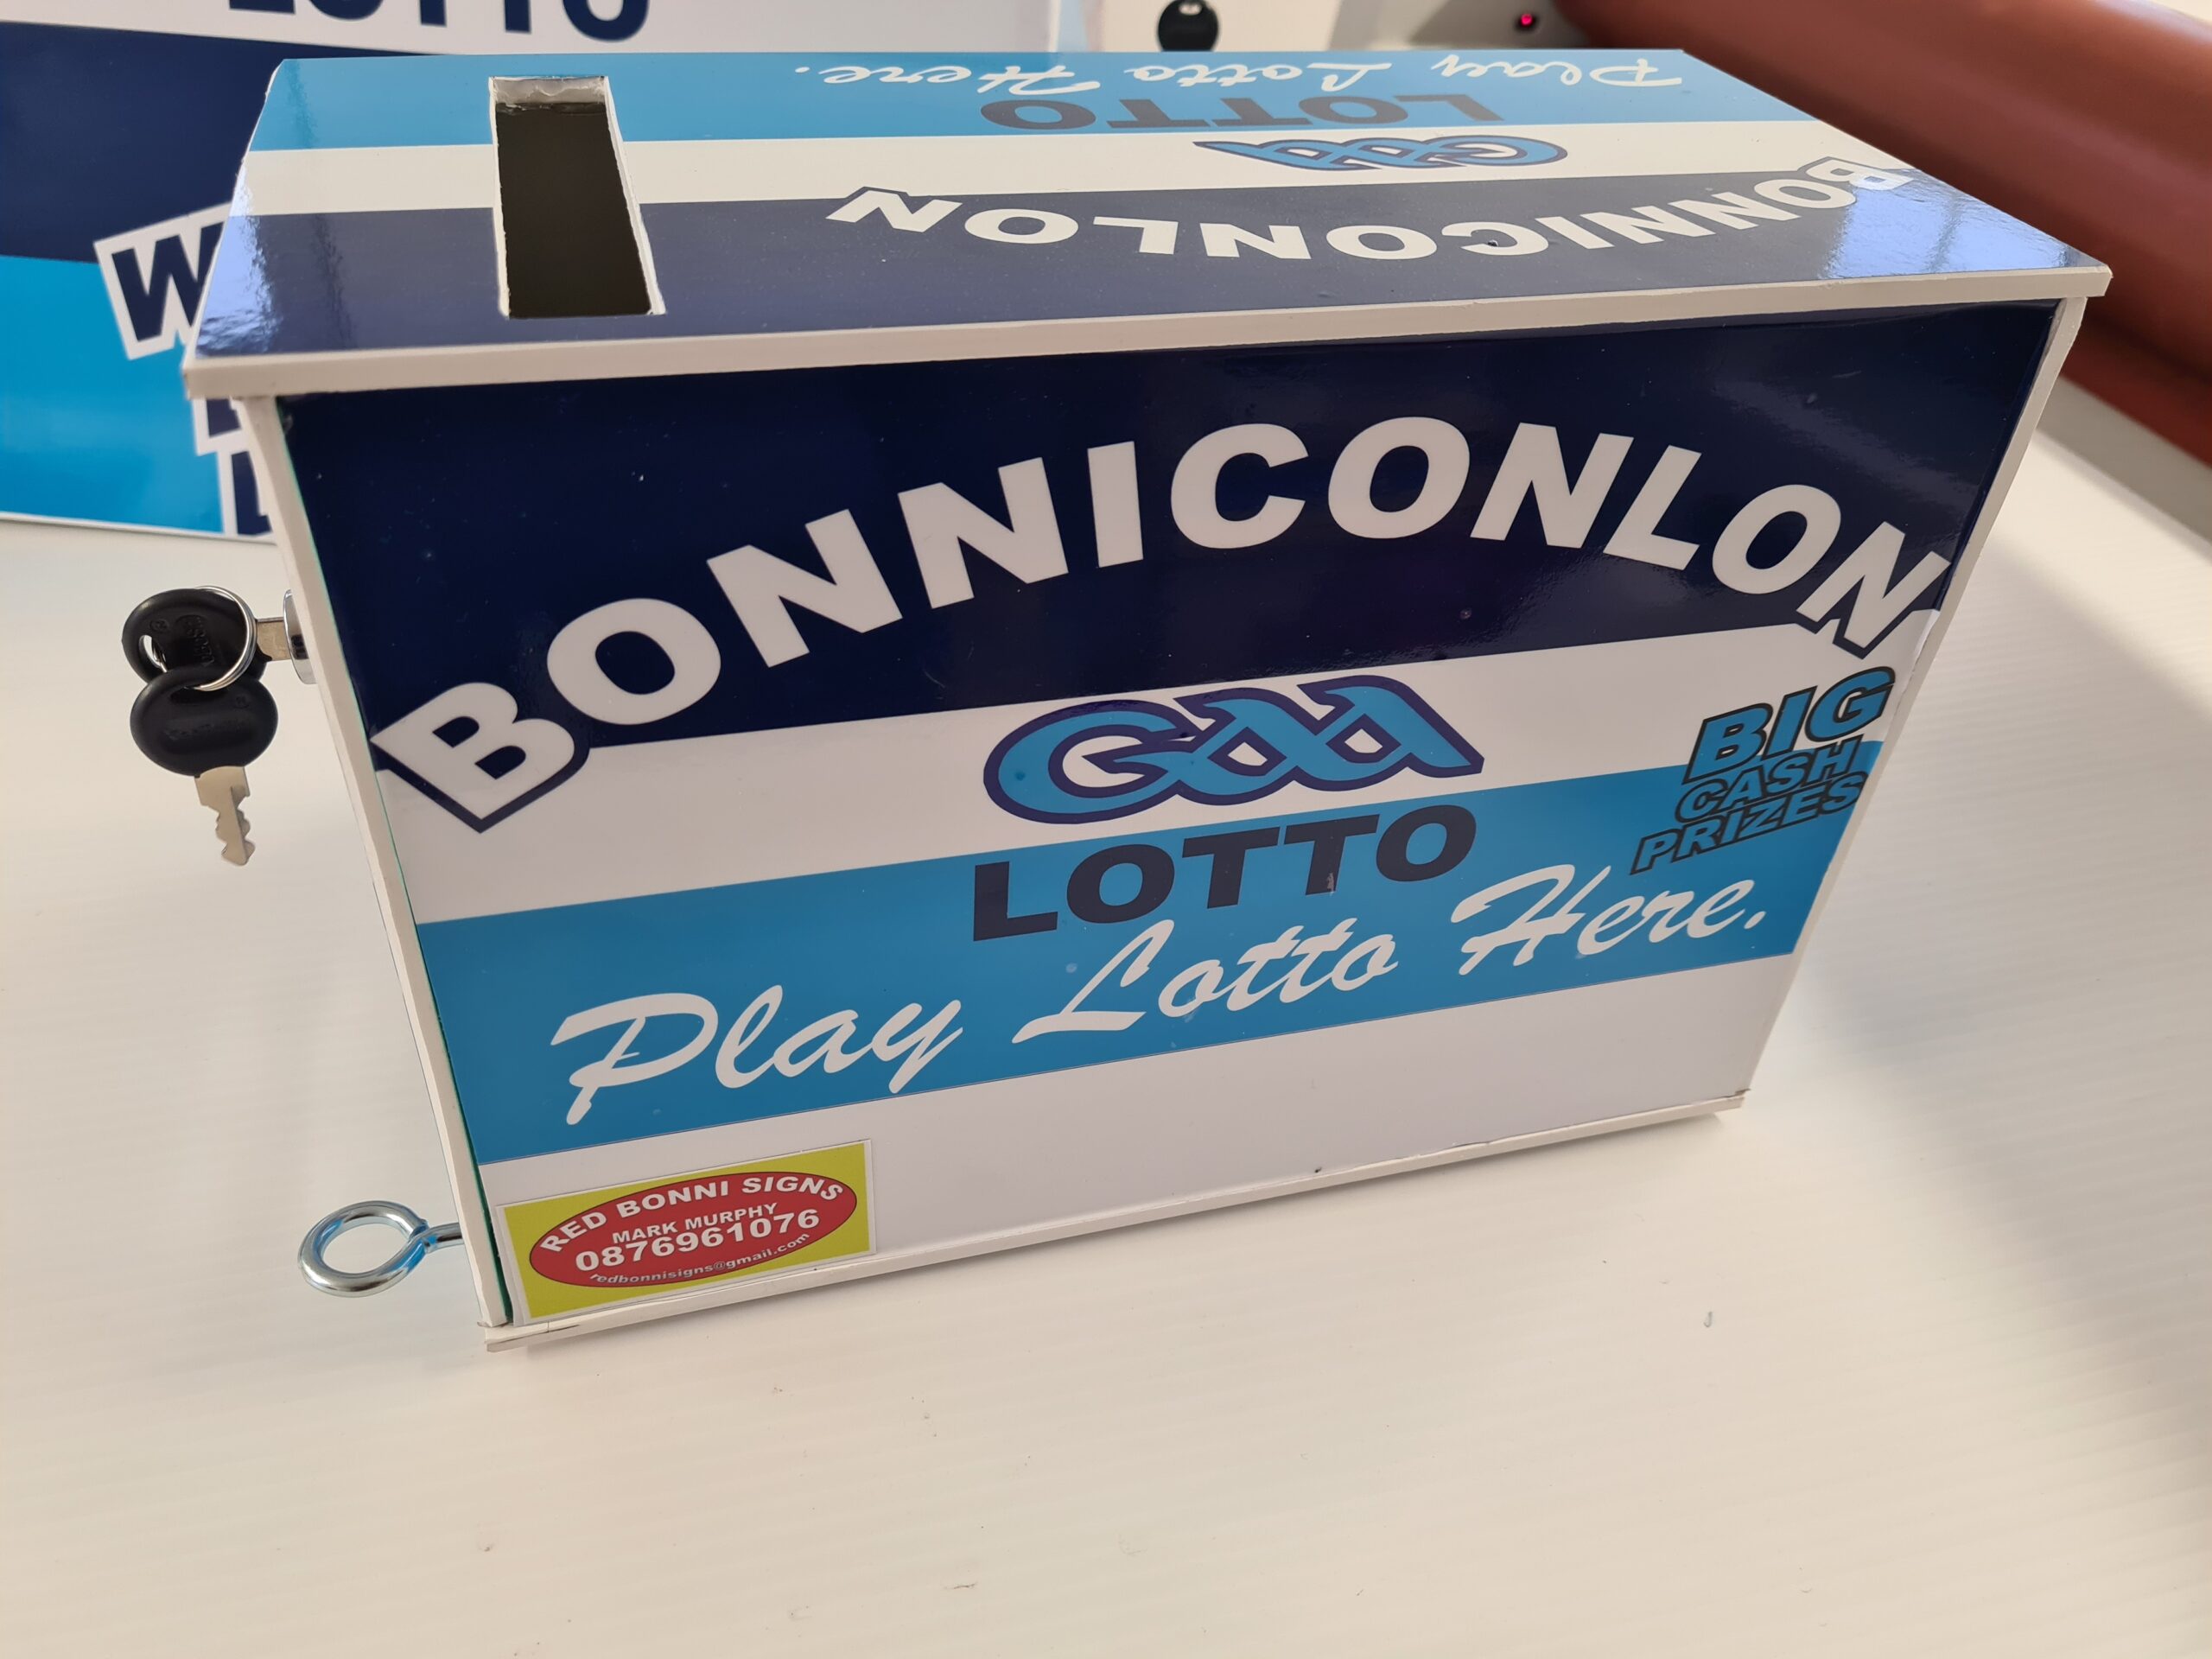 LOTTO
Play Lotto Here.
LOTTO
GAA
BONNICONLON
BONNICONLON
GAA
LOTTO
Play Lotto Here.
BIG
CASH
PRIZES
RED BONNI SIGNS
MARK MURPHY
0876961076
redbonnisigns@gmail.com